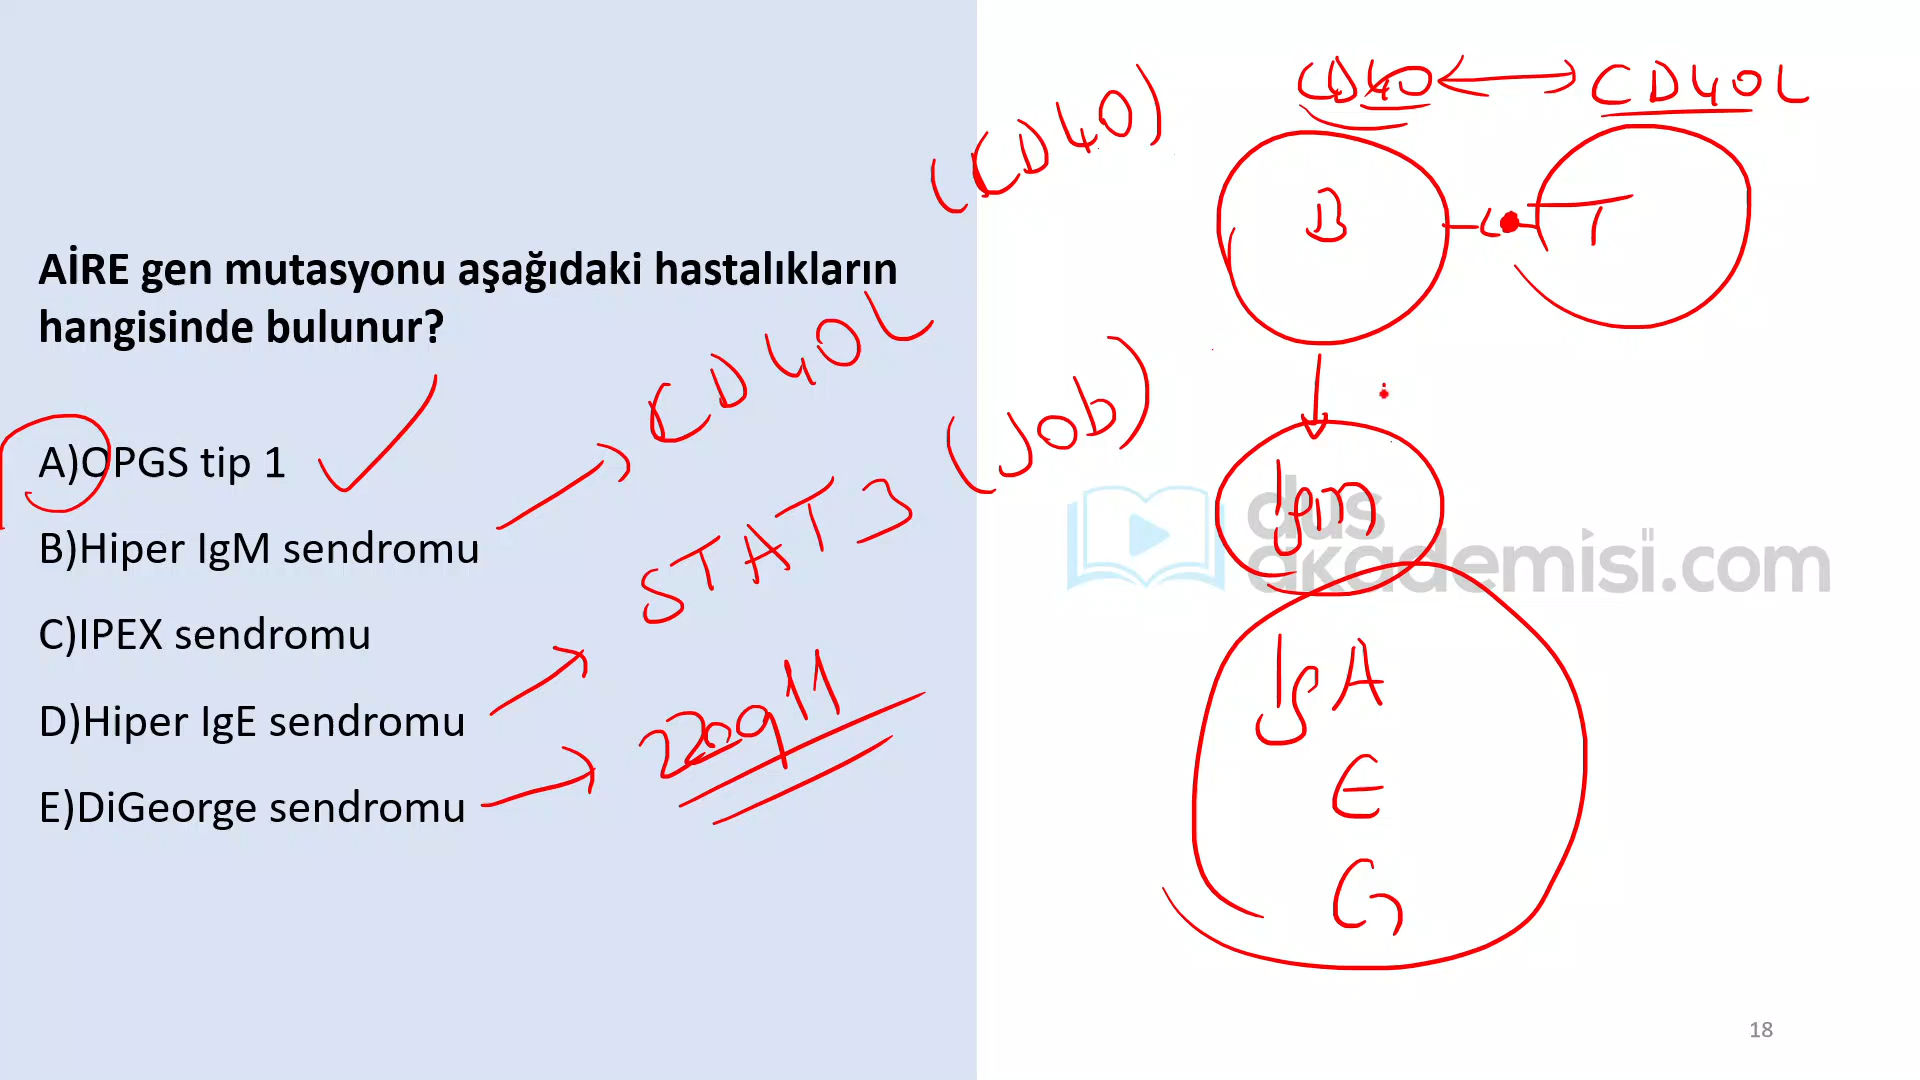 AİRE gen mutasyonu aşağıdaki hastalıkların
hangisinde bulunur?
A)OPGS tip 1
B)Hiper IgM sendromu
C)IPEX sendromu
D)Hiper IgE sendromu
E)DiGeorge sendromu
CD40L
(CD40)
STAT3 (Job)
22q11
CD40 CD40L
B T
IgM
IgA
E
G
dus
akademisi.com
18